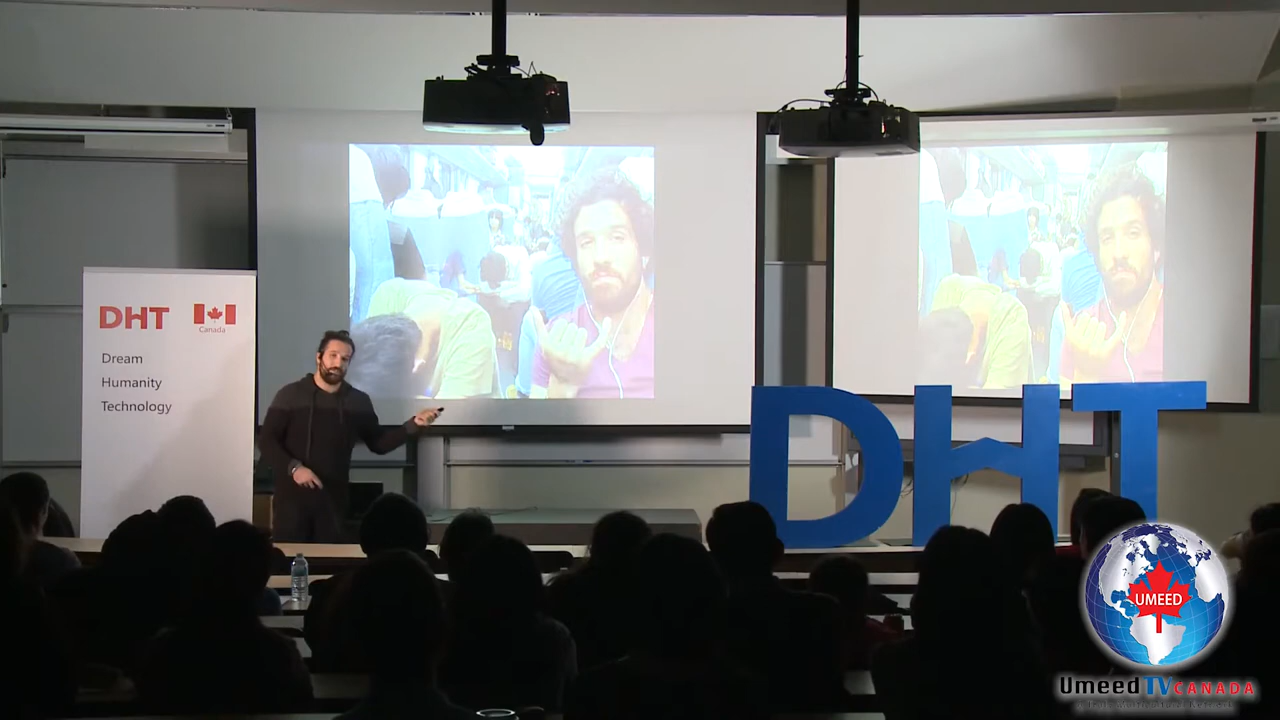 DHT
Canada
Dream
Humanity
Technology
DHT
UMEED
Umeed TV CANADA